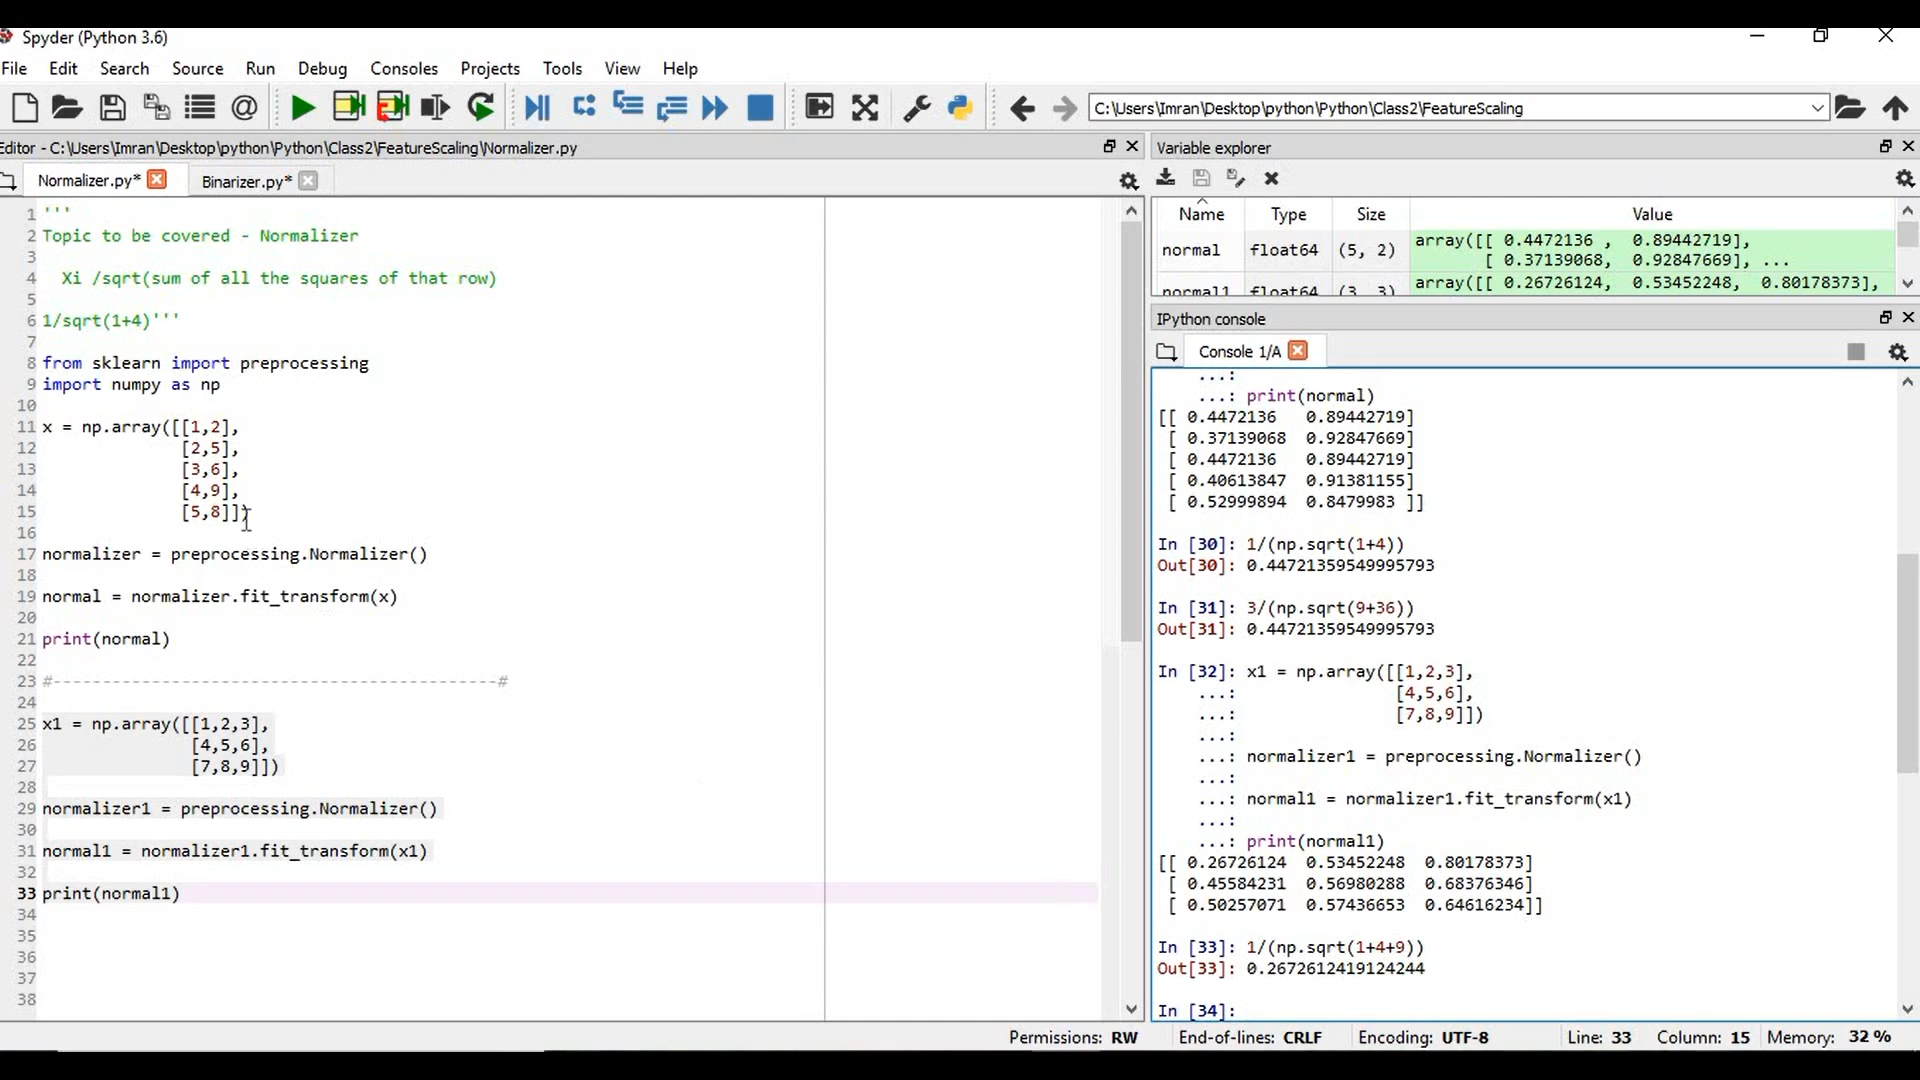 Spyder (Python 3.6)
File Edit Search Source Run Debug Consoles Projects Tools View Help
C:\Users\Imran\Desktop\python\Python\Class2\FeatureScaling
Editor - C:\Users\Imran\Desktop\python\Python\Class2\FeatureScaling\Normalizer.py
Normalizer.py* Binarizer.py*
1 '''
2 Topic to be covered - Normalizer
3
4 Xi /sqrt(sum of all the squares of that row)
5
6 1/sqrt(1+4)'''
7
8 from sklearn import preprocessing
9 import numpy as np
10
11 x = np.array([[1,2],
12 [2,5],
13 [3,6],
14 [4,9],
15 [5,8]])
16
17 normalizer = preprocessing.Normalizer()
18
19 normal = normalizer.fit_transform(x)
20
21 print(normal)
22
23 #---------------------------------------------#
24
25 x1 = np.array([[1,2,3],
26 [4,5,6],
27 [7,8,9]])
28
29 normalizer1 = preprocessing.Normalizer()
30
31 normal1 = normalizer1.fit_transform(x1)
32
33 print(normal1)
34
35
36
37
38
Variable explorer
Name Type Size Value
normal float64 (5, 2) array([[ 0.4472136 , 0.89442719],
[ 0.37139068, 0.92847669], ...
normal1 float64 (3, 3) array([[ 0.26726124, 0.53452248, 0.80178373],
IPython console
Console 1/A
...:
...: print(normal)
[[ 0.4472136 0.89442719]
[ 0.37139068 0.92847669]
[ 0.4472136 0.89442719]
[ 0.40613847 0.91381155]
[ 0.52999894 0.8479983 ]]
In [30]: 1/(np.sqrt(1+4))
Out[30]: 0.44721359549995793
In [31]: 3/(np.sqrt(9+36))
Out[31]: 0.44721359549995793
In [32]: x1 = np.array([[1,2,3],
...: [4,5,6],
...: [7,8,9]])
...:
...: normalizer1 = preprocessing.Normalizer()
...:
...: normal1 = normalizer1.fit_transform(x1)
...:
...: print(normal1)
[[ 0.26726124 0.53452248 0.80178373]
[ 0.45584231 0.56980288 0.68376346]
[ 0.50257071 0.57436653 0.64616234]]
In [33]: 1/(np.sqrt(1+4+9))
Out[33]: 0.2672612419124244
In [34]:
Permissions: RW End-of-lines: CRLF Encoding: UTF-8 Line: 33 Column: 15 Memory: 32 %